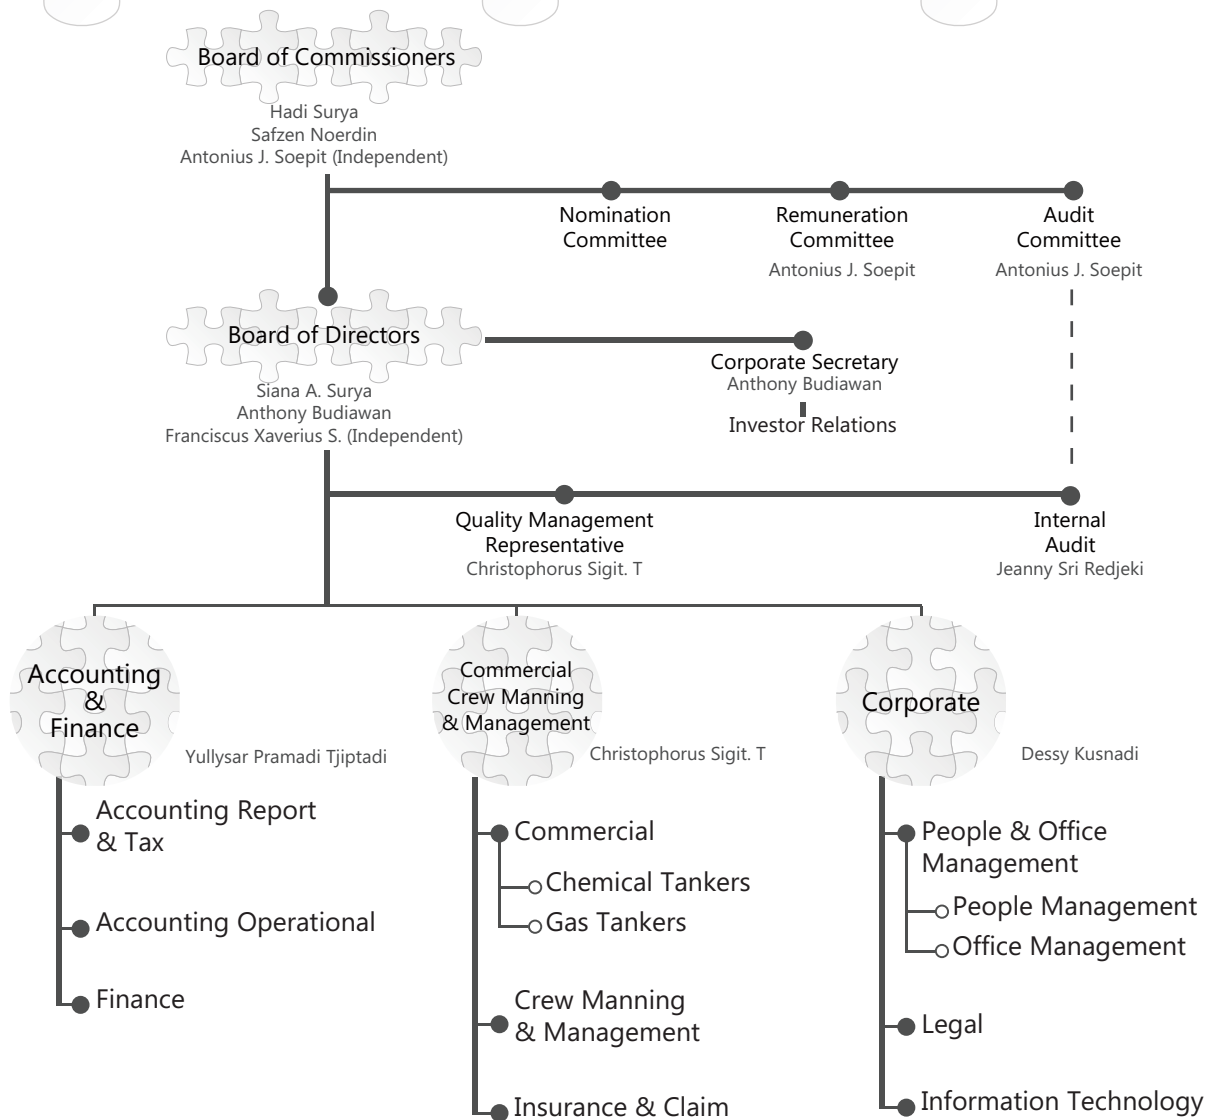 Board of Commissioners
Hadi Surya
Safzen Noerdin
Antonius J. Soepit (Independent)
Nomination
Committee
Remuneration
Committee
Antonius J. Soepit
Audit
Committee
Antonius J. Soepit
Board of Directors
Siana A. Surya
Anthony Budiawan
Franciscus Xaverius S. (Independent)
Corporate Secretary
Anthony Budiawan
Investor Relations
Quality Management
Representative
Christophorus Sigit. T
Internal
Audit
Jeanny Sri Redjeki
Accounting
&
Finance
Yullysar Pramadi Tjiptadi
Accounting Report
& Tax
Accounting Operational
Finance
Commercial
Crew Manning
& Management
Christophorus Sigit. T
Commercial
Chemical Tankers
Gas Tankers
Crew Manning
& Management
Insurance & Claim
Corporate
Dessy Kusnadi
People & Office
Management
People Management
Office Management
Legal
Information Technology